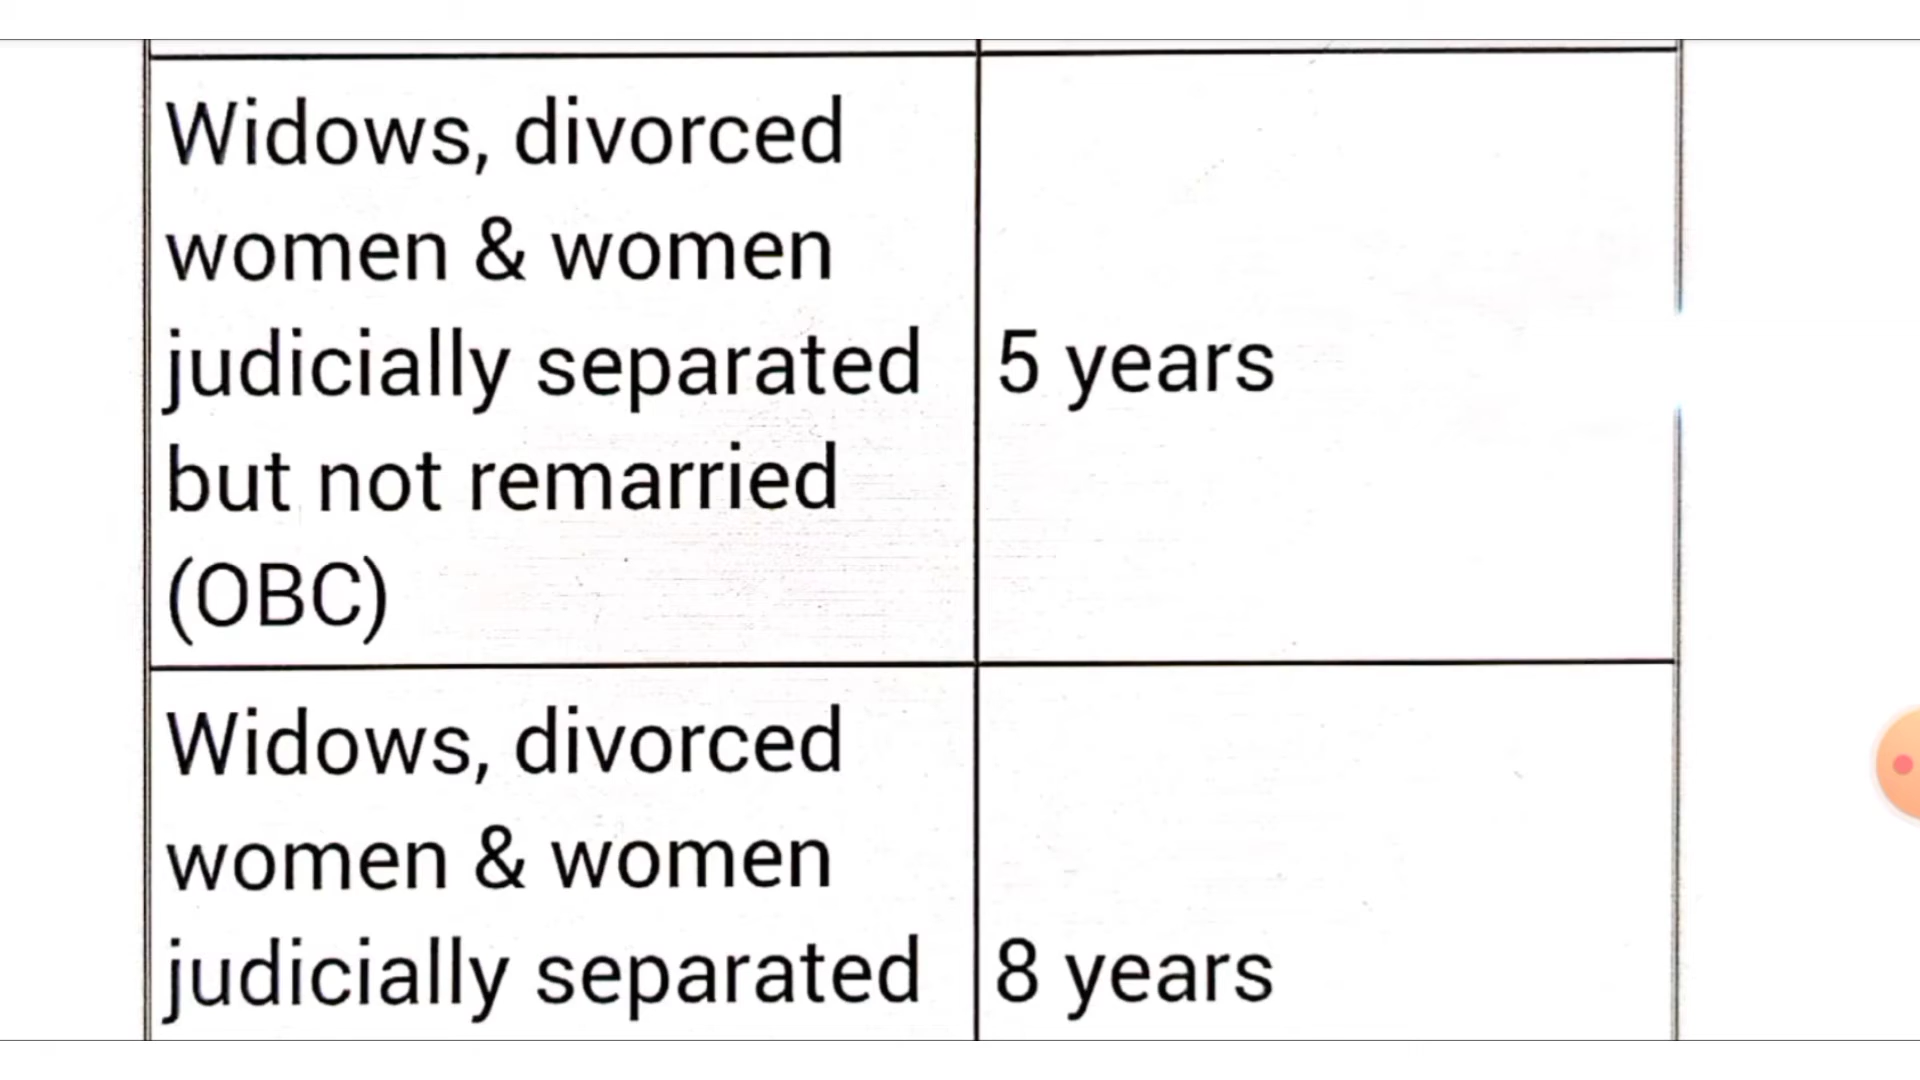 Widows, divorced
women & women
judicially separated
but not remarried
(OBC)
5 years
Widows, divorced
women & women
judicially separated
8 years